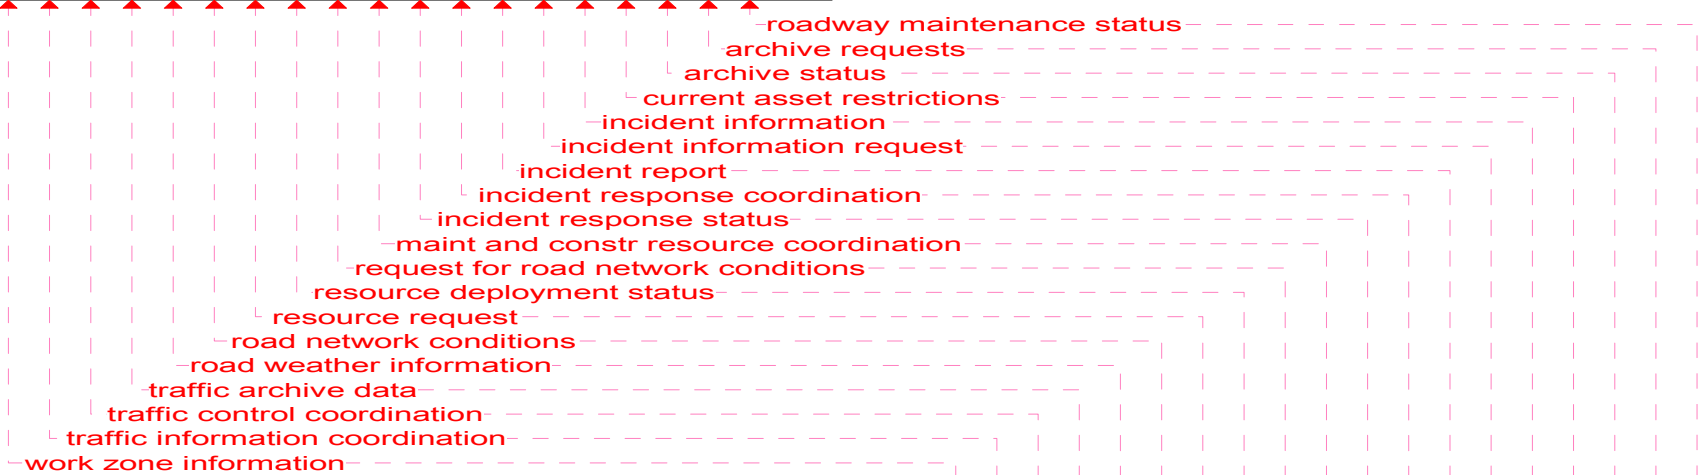 roadway maintenance status
archive requests
archive status
current asset restrictions
incident information
incident information request
incident report
incident response coordination
incident response status
maint and constr resource coordination
request for road network conditions
resource deployment status
resource request
road network conditions
road weather information
traffic archive data
traffic control coordination
traffic information coordination
work zone information